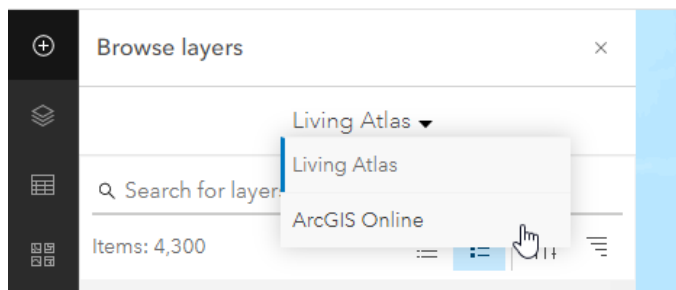 Browse layers
Living Atlas
Living Atlas
Search for layer
ArcGIS Online
Items: 4,300